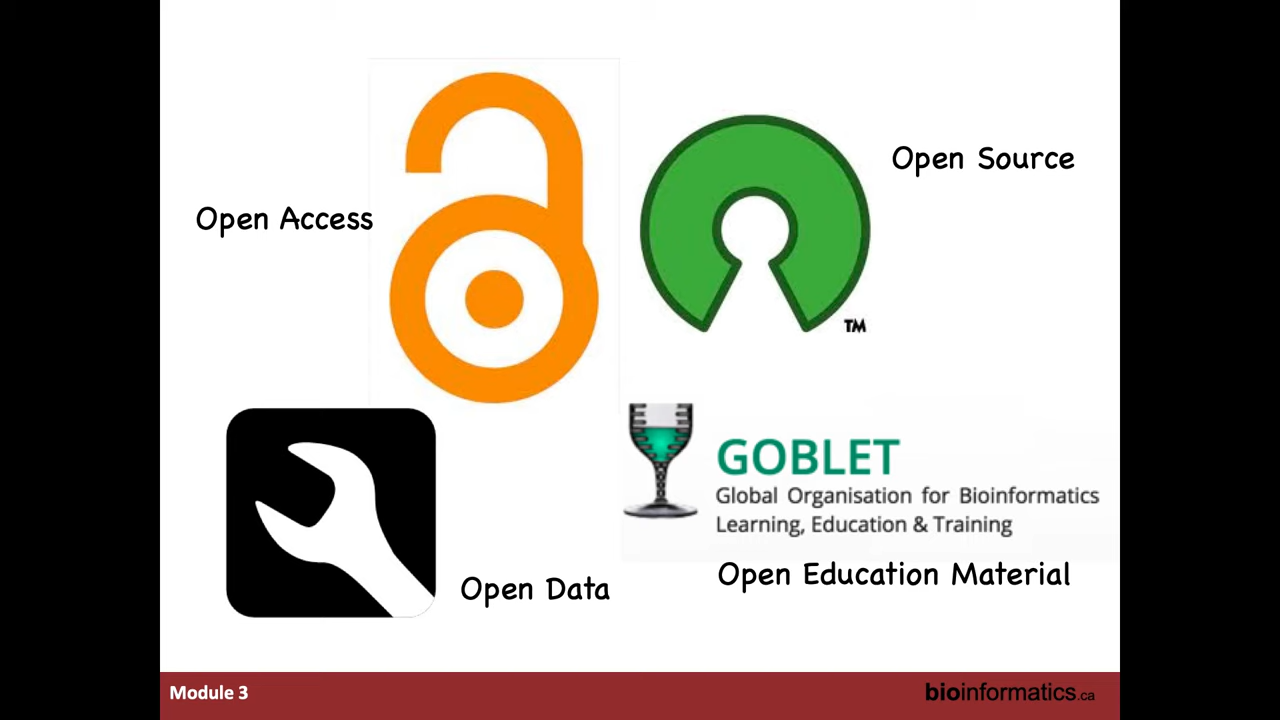 Open Source
Open Access
TM
GOBLET
Global Organisation for Bioinformatics
Learning, Education & Training
Open Education Material
Open Data
Module 3
bioinformatics.ca